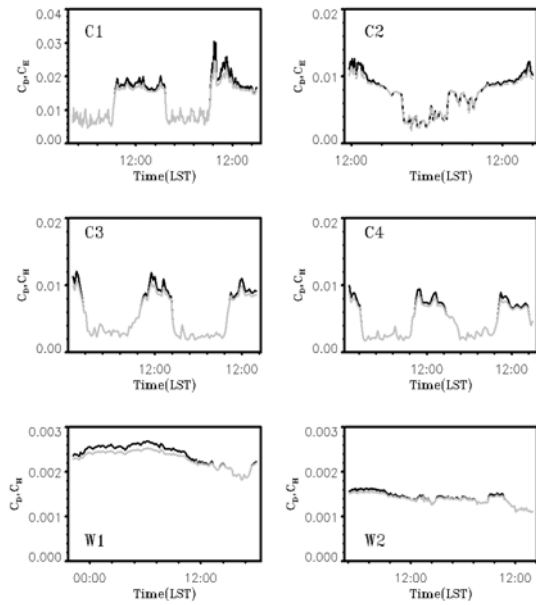 C1
0.04
0.03
0.02
0.01
0.00
C_D,C_E
12:00 12:00
Time(LST)
C2
0.02
0.01
0.00
C_D,C_E
12:00 12:00
Time(LST)
C3
0.02
0.01
0.00
C_D,C_H
12:00 12:00
Time(LST)
C4
0.02
0.01
0.00
C_D,C_H
12:00 12:00
Time(LST)
0.003
0.002
0.001
0.000
C_D,C_H
W1
00:00 12:00
Time(LST)
0.003
0.002
0.001
0.000
C_D,C_H
W2
12:00 12:00
Time(LST)